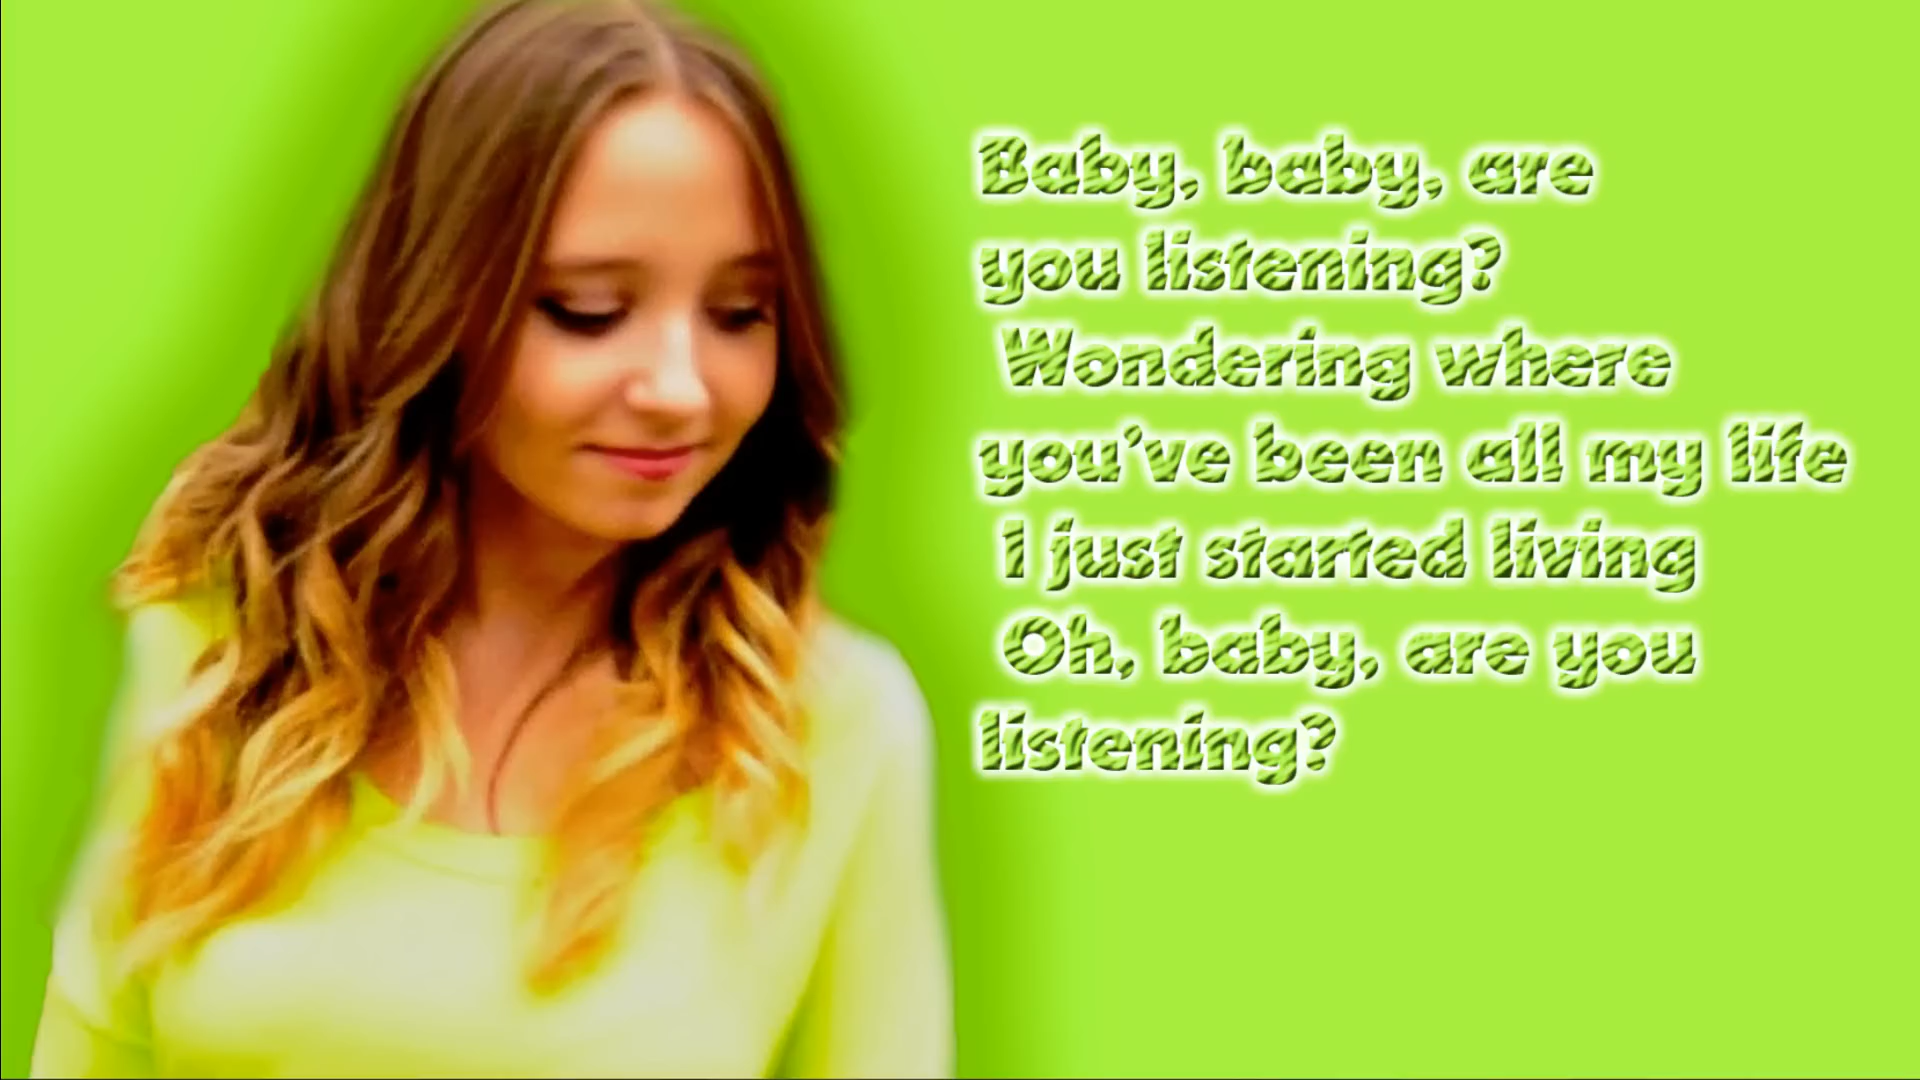 Baby, baby, are
you listening?
Wondering where
you've been all my life
I just started living
Oh, baby, are you
listening?